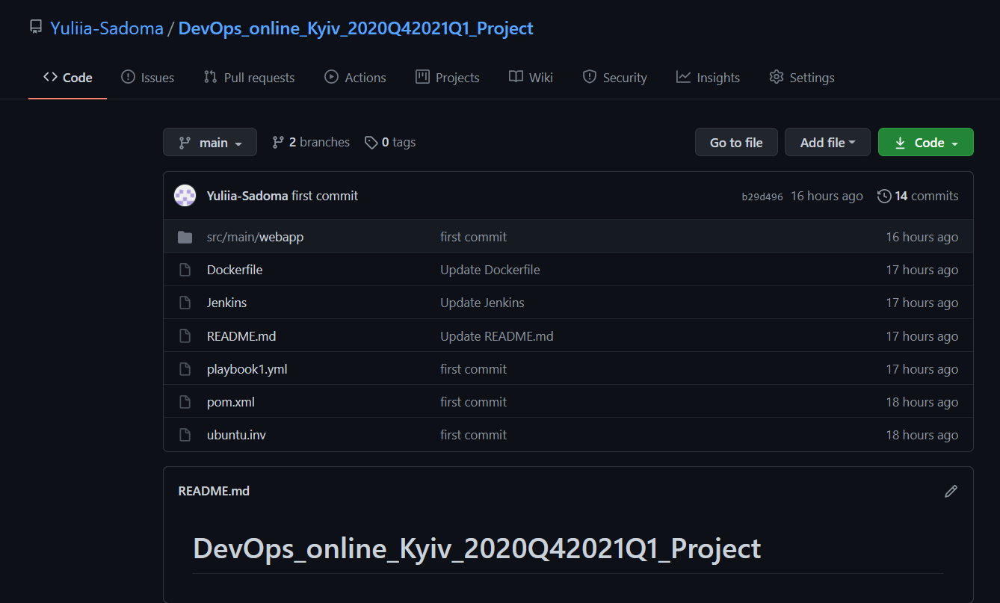 Yuliia-Sadoma / DevOps_online_Kyiv_2020Q42021Q1_Project
Code Issues Pull requests Actions Projects Wiki Security Insights Settings
main 2 branches 0 tags Go to file Add file Code
Yuliia-Sadoma first commit b29d496 16 hours ago 14 commits
src/main/webapp first commit 16 hours ago
Dockerfile Update Dockerfile 17 hours ago
Jenkins Update Jenkins 17 hours ago
README.md Update README.md 17 hours ago
playbook1.yml first commit 17 hours ago
pom.xml first commit 18 hours ago
ubuntu.inv first commit 18 hours ago
README.md
DevOps_online_Kyiv_2020Q42021Q1_Project